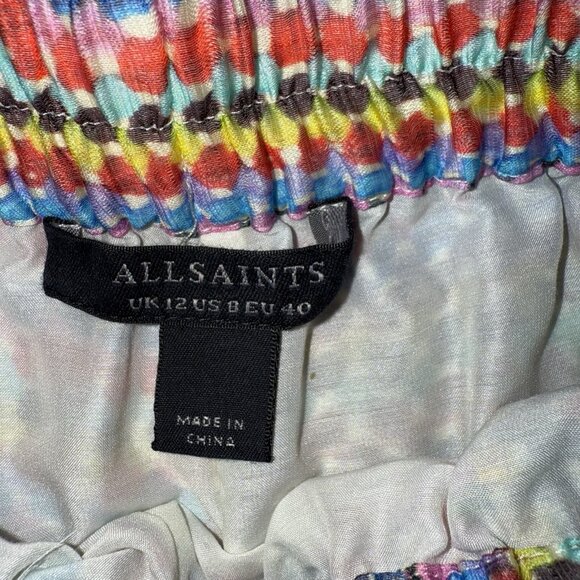 ALLSAINTS
UK 12 US 8 EU 40
MADE IN
CHINA